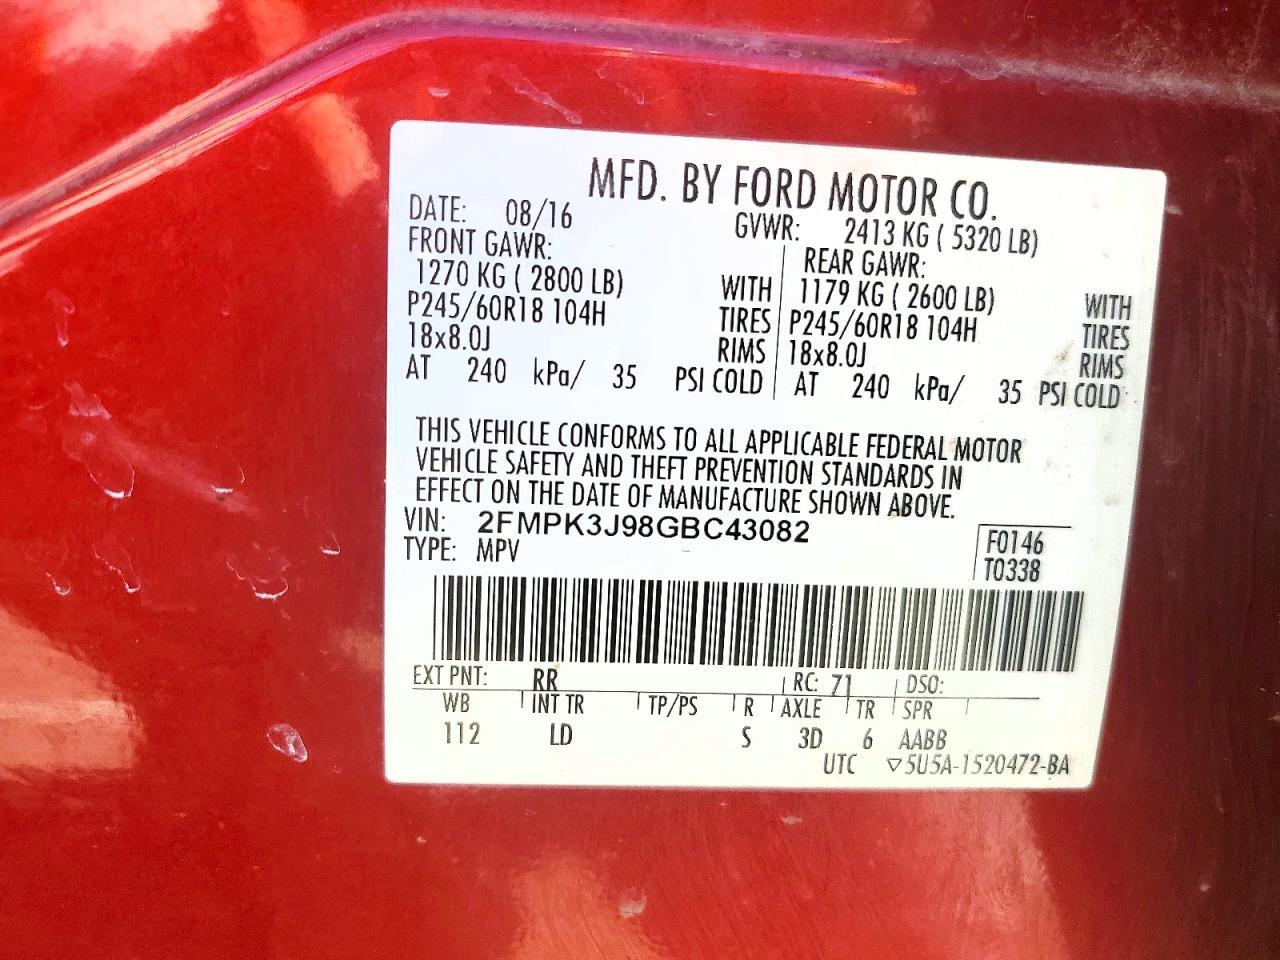 MFD. BY FORD MOTOR CO.
DATE: 08/16 GVWR: 2413 KG ( 5320 LB)
FRONT GAWR: REAR GAWR:
1270 KG ( 2800 LB) WITH 1179 KG ( 2600 LB) WITH
P245/60R18 104H TIRES P245/60R18 104H TIRES
18x8.0J RIMS 18x8.0J RIMS
AT 240 kPa/ 35 PSI COLD AT 240 kPa/ 35 PSI COLD
THIS VEHICLE CONFORMS TO ALL APPLICABLE FEDERAL MOTOR
VEHICLE SAFETY AND THEFT PREVENTION STANDARDS IN
EFFECT ON THE DATE OF MANUFACTURE SHOWN ABOVE.
VIN: 2FMPK3J98GBC43082
TYPE: MPV
F0146
T0338
EXT PNT: RR RC: 71 DSO:
WB INT TR TP/PS R AXLE TR SPR
112 LD S 3D 6 AABB
UTC ▽5U5A-1520472-BA